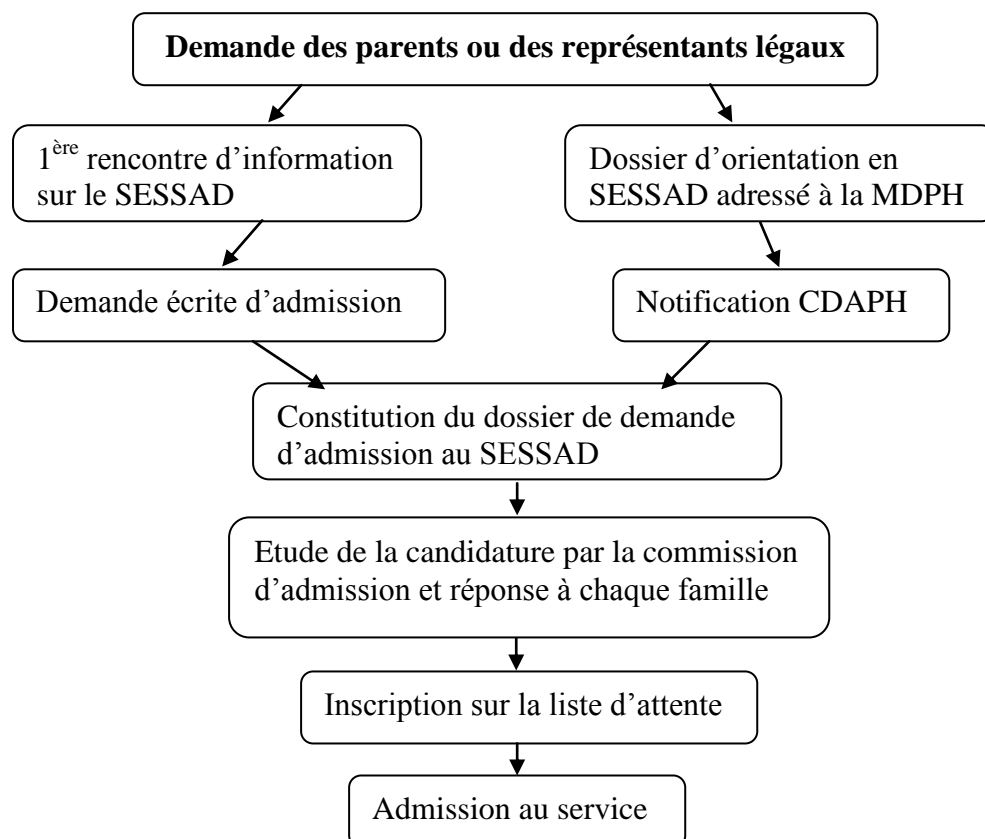 Demande des parents ou des représentants légaux
1ère rencontre d’information
sur le SESSAD
Dossier d’orientation en
SESSAD adressé à la MDPH
Demande écrite d’admission
Notification CDAPH
Constitution du dossier de demande
d’admission au SESSAD
Etude de la candidature par la commission
d’admission et réponse à chaque famille
Inscription sur la liste d’attente
Admission au service